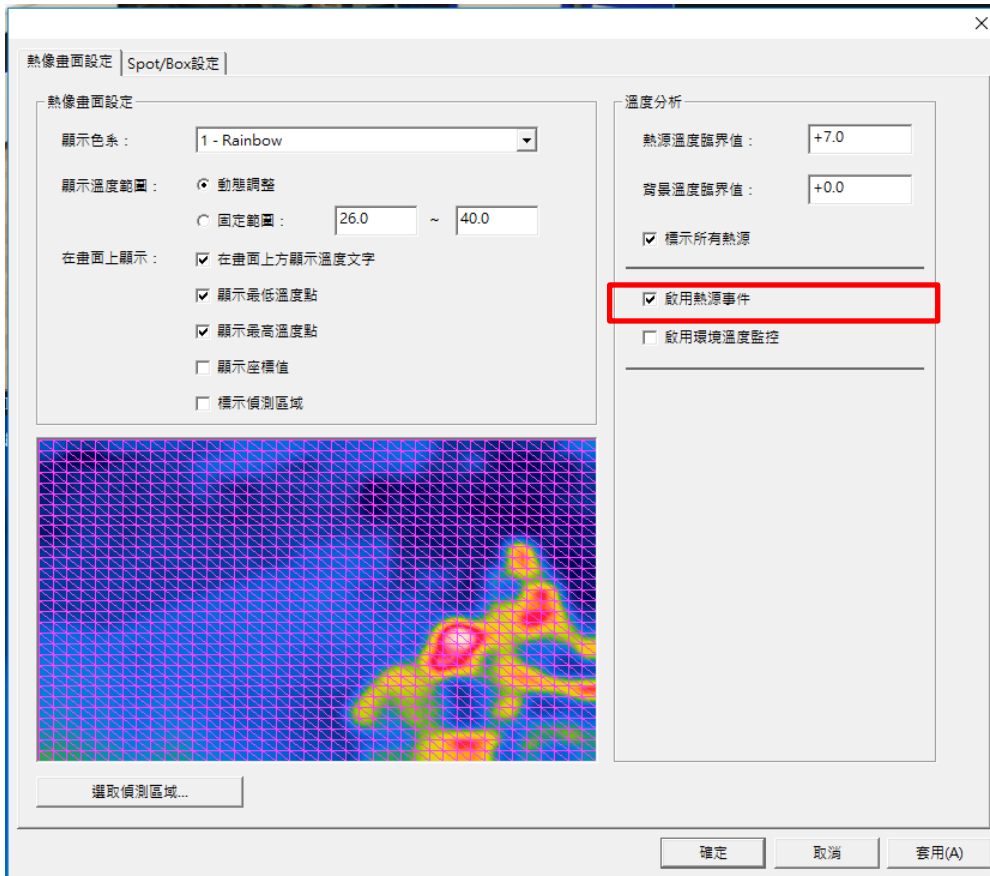 熱像畫面設定
Spot/Box設定
熱像畫面設定
顯示色系：
1 - Rainbow
顯示溫度範圍：
動態調整
固定範圍：
26.0
~
40.0
在畫面上顯示：
在畫面上方顯示溫度文字
顯示最低溫度點
顯示最高溫度點
顯示座標值
標示偵測區域
選取偵測區域...
溫度分析
熱源溫度臨界值：
+7.0
背景溫度臨界值：
+0.0
標示所有熱源
啟用熱源事件
啟用環境溫度監控
確定
取消
套用(A)